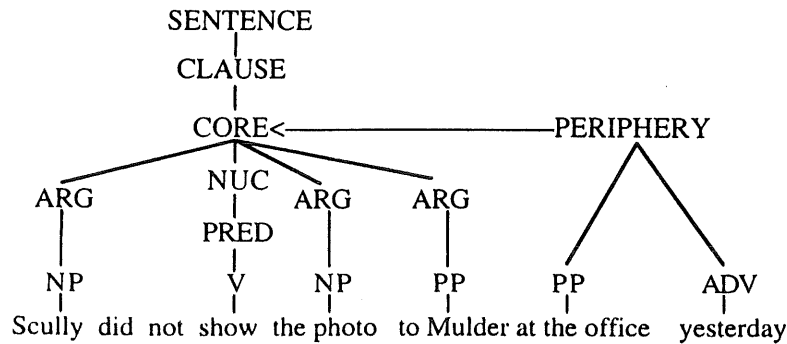 SENTENCE
CLAUSE
CORE< PERIPHERY
ARG NUC ARG ARG
PRED
NP V NP PP PP ADV
Scully did not show the photo to Mulder at the office yesterday